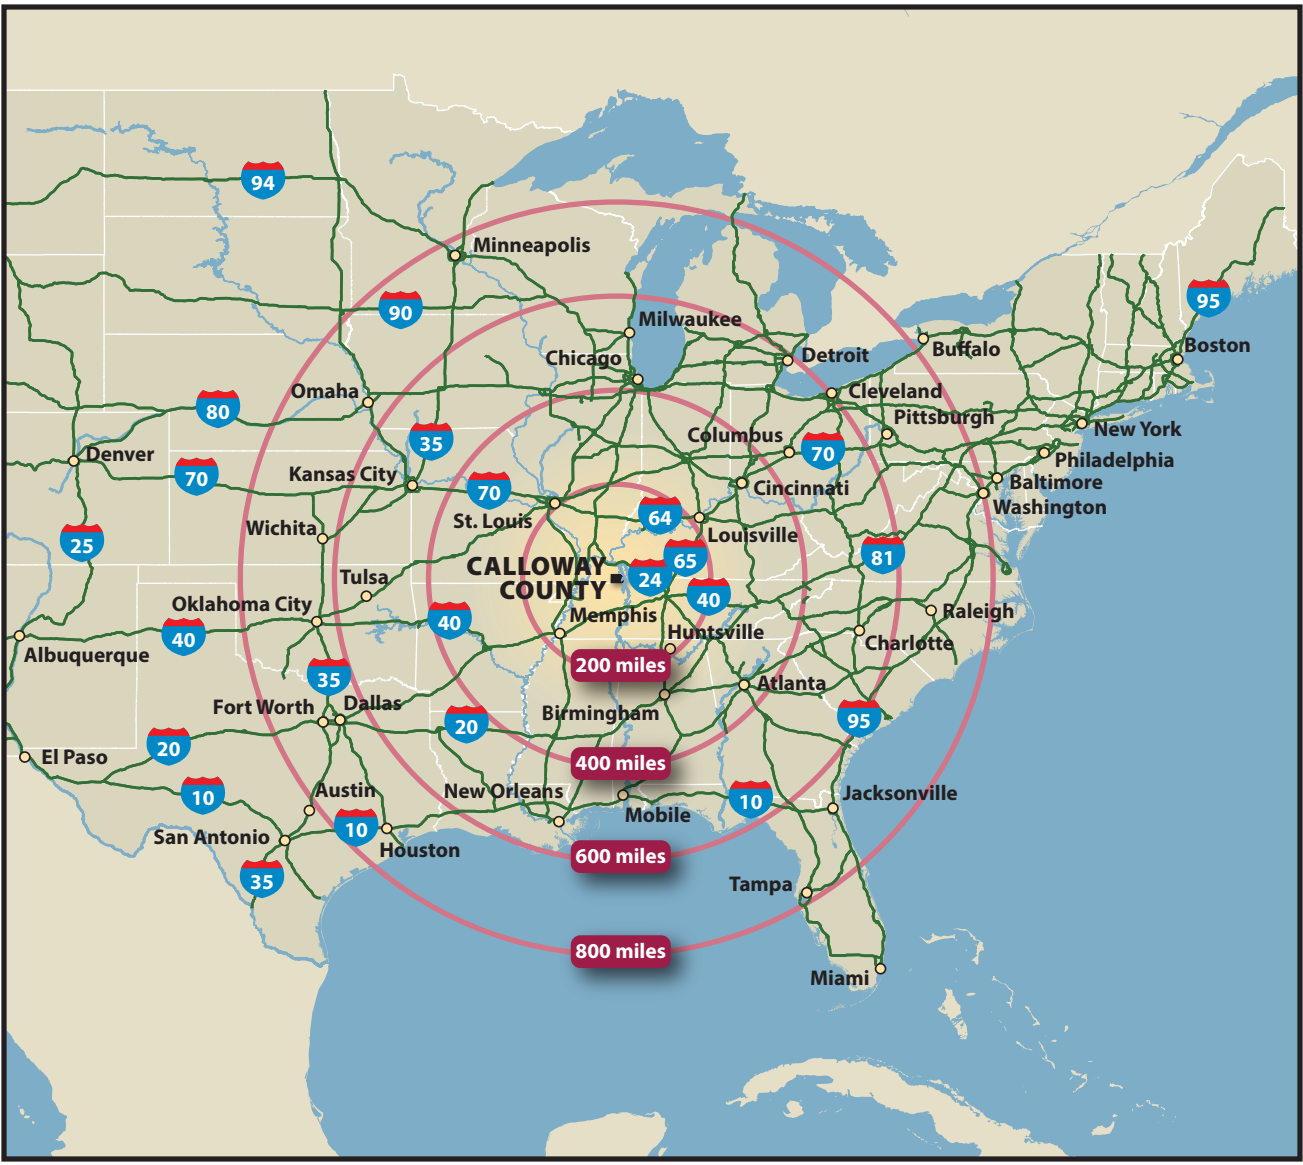 94
Minneapolis
95
90
Milwaukee
Boston
Buffalo
Chicago
Detroit
Omaha
Cleveland
80
Pittsburgh
35
Columbus
New York
70
Denver
Philadelphia
70
Kansas City
70
Baltimore
Cincinnati
St. Louis
64
Washington
Wichita
Louisville
25
65
81
CALLOWAY
COUNTY
24
Tulsa
40
Oklahoma City
Memphis
Raleigh
40
40
Huntsville
Charlotte
Albuquerque
200 miles
35
Atlanta
Fort Worth
Dallas
Birmingham
95
20
20
El Paso
400 miles
10
Austin
New Orleans
10
Jacksonville
Mobile
San Antonio
10
Houston
600 miles
35
Tampa
800 miles
Miami